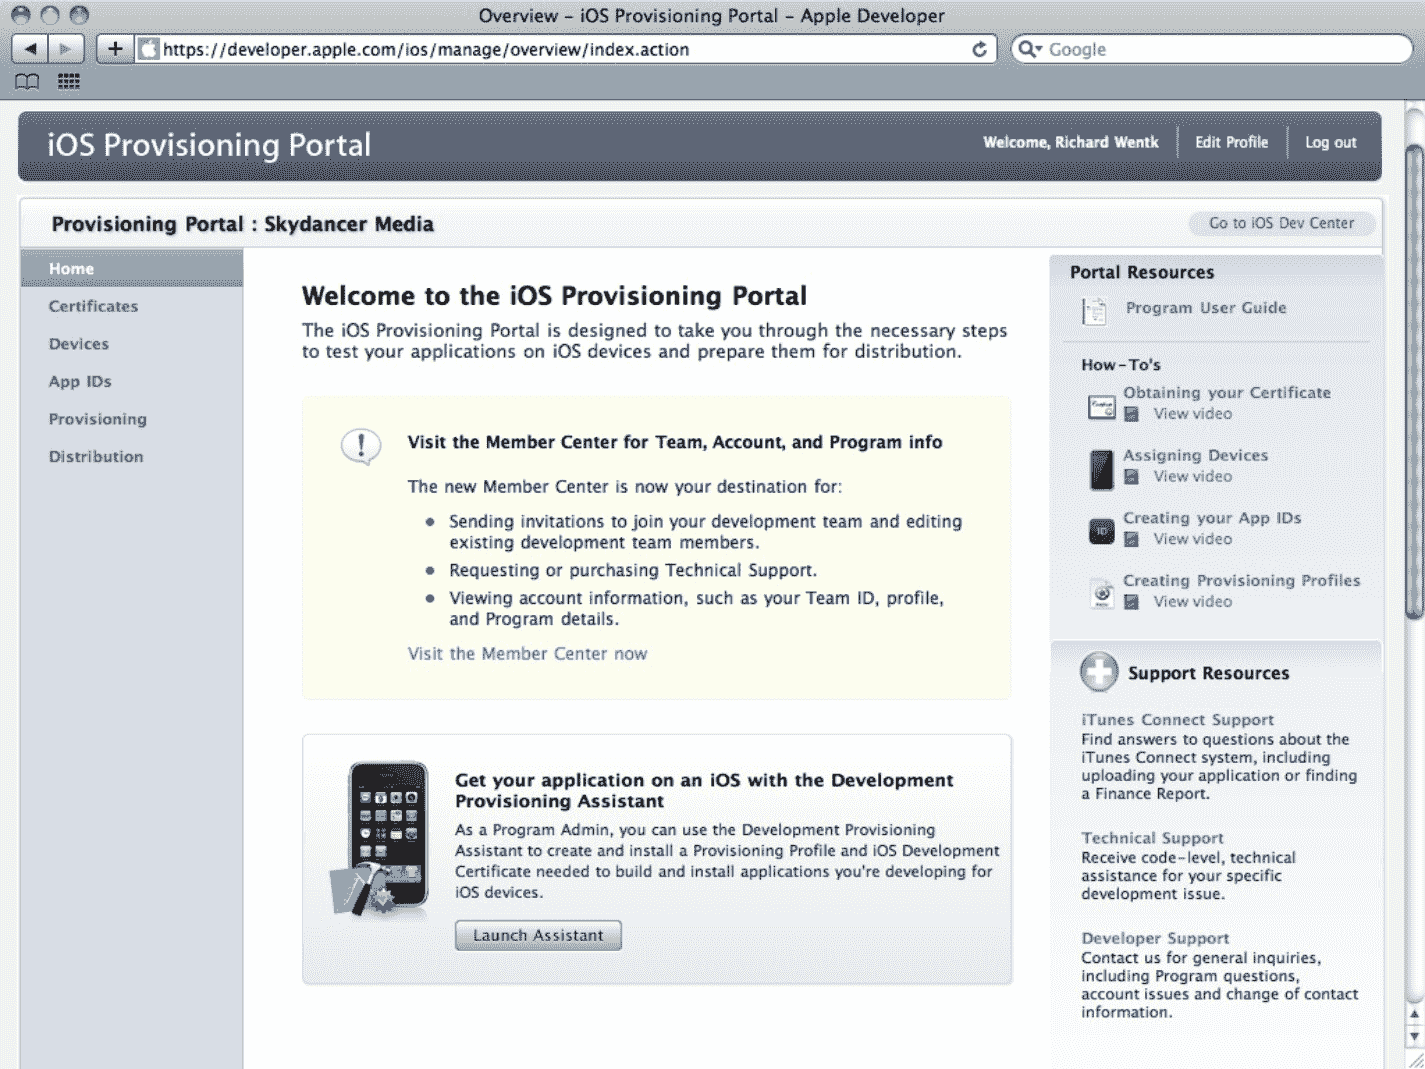 Overview – iOS Provisioning Portal – Apple Developer
https://developer.apple.com/ios/manage/overview/index.action
Google
iOS Provisioning Portal
Welcome, Richard Wentk
Edit Profile
Log out
Provisioning Portal : Skydancer Media
Go to iOS Dev Center
Home
Certificates
Devices
App IDs
Provisioning
Distribution
Welcome to the iOS Provisioning Portal
The iOS Provisioning Portal is designed to take you through the necessary steps
to test your applications on iOS devices and prepare them for distribution.
Visit the Member Center for Team, Account, and Program info
The new Member Center is now your destination for:
• Sending invitations to join your development team and editing
existing development team members.
• Requesting or purchasing Technical Support.
• Viewing account information, such as your Team ID, profile,
and Program details.
Visit the Member Center now
Get your application on an iOS with the Development
Provisioning Assistant
As a Program Admin, you can use the Development Provisioning
Assistant to create and install a Provisioning Profile and iOS Development
Certificate needed to build and install applications you're developing for
iOS devices.
Launch Assistant
Portal Resources
Program User Guide
How-To's
Obtaining your Certificate
View video
Assigning Devices
View video
Creating your App IDs
View video
Creating Provisioning Profiles
View video
Support Resources
iTunes Connect Support
Find answers to questions about the
iTunes Connect system, including
uploading your application or finding
a Finance Report.
Technical Support
Receive code-level, technical
assistance for your specific
development issue.
Developer Support
Contact us for general inquiries,
including Program questions,
account issues and change of contact
information.